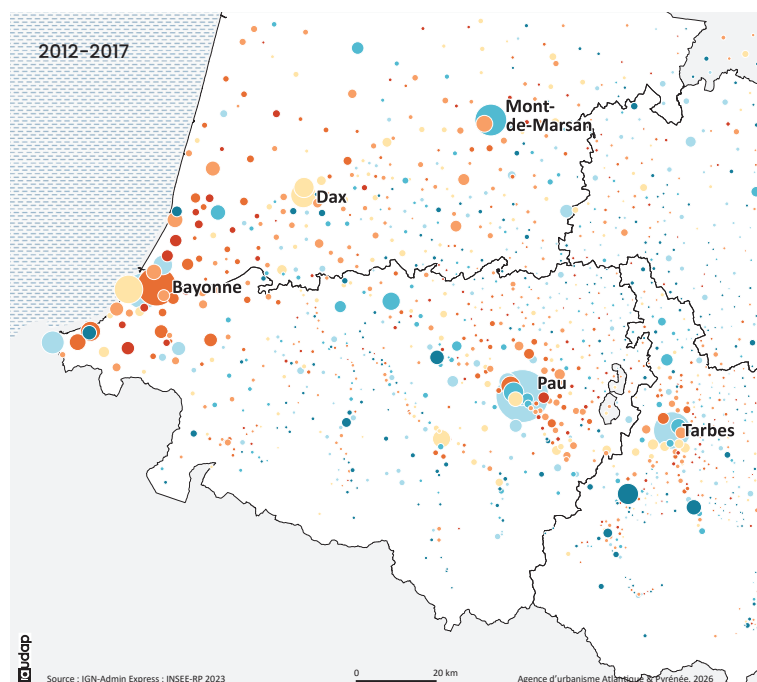 2012-2017
Mont-
de-Marsan
Dax
Bayonne
Pau
Tarbes
audap
0 20 km
Source : IGN-Admin Express ; INSEE-RP 2023
Agence d'urbanisme Atlantique & Pyrénée, 2026